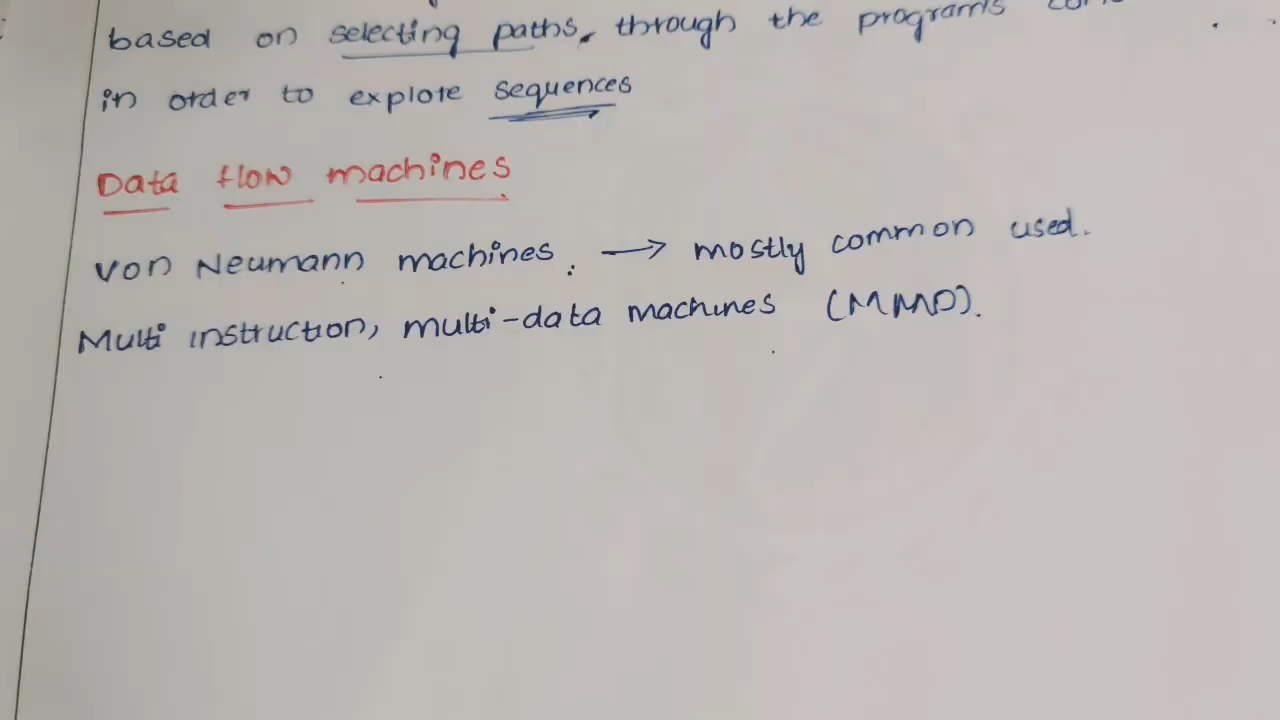 based on selecting paths, through the programs
in order to explore sequences
Data flow machines
Von Neumann machines. → mostly common used.
Multi instruction, multi-data machines (MMD).